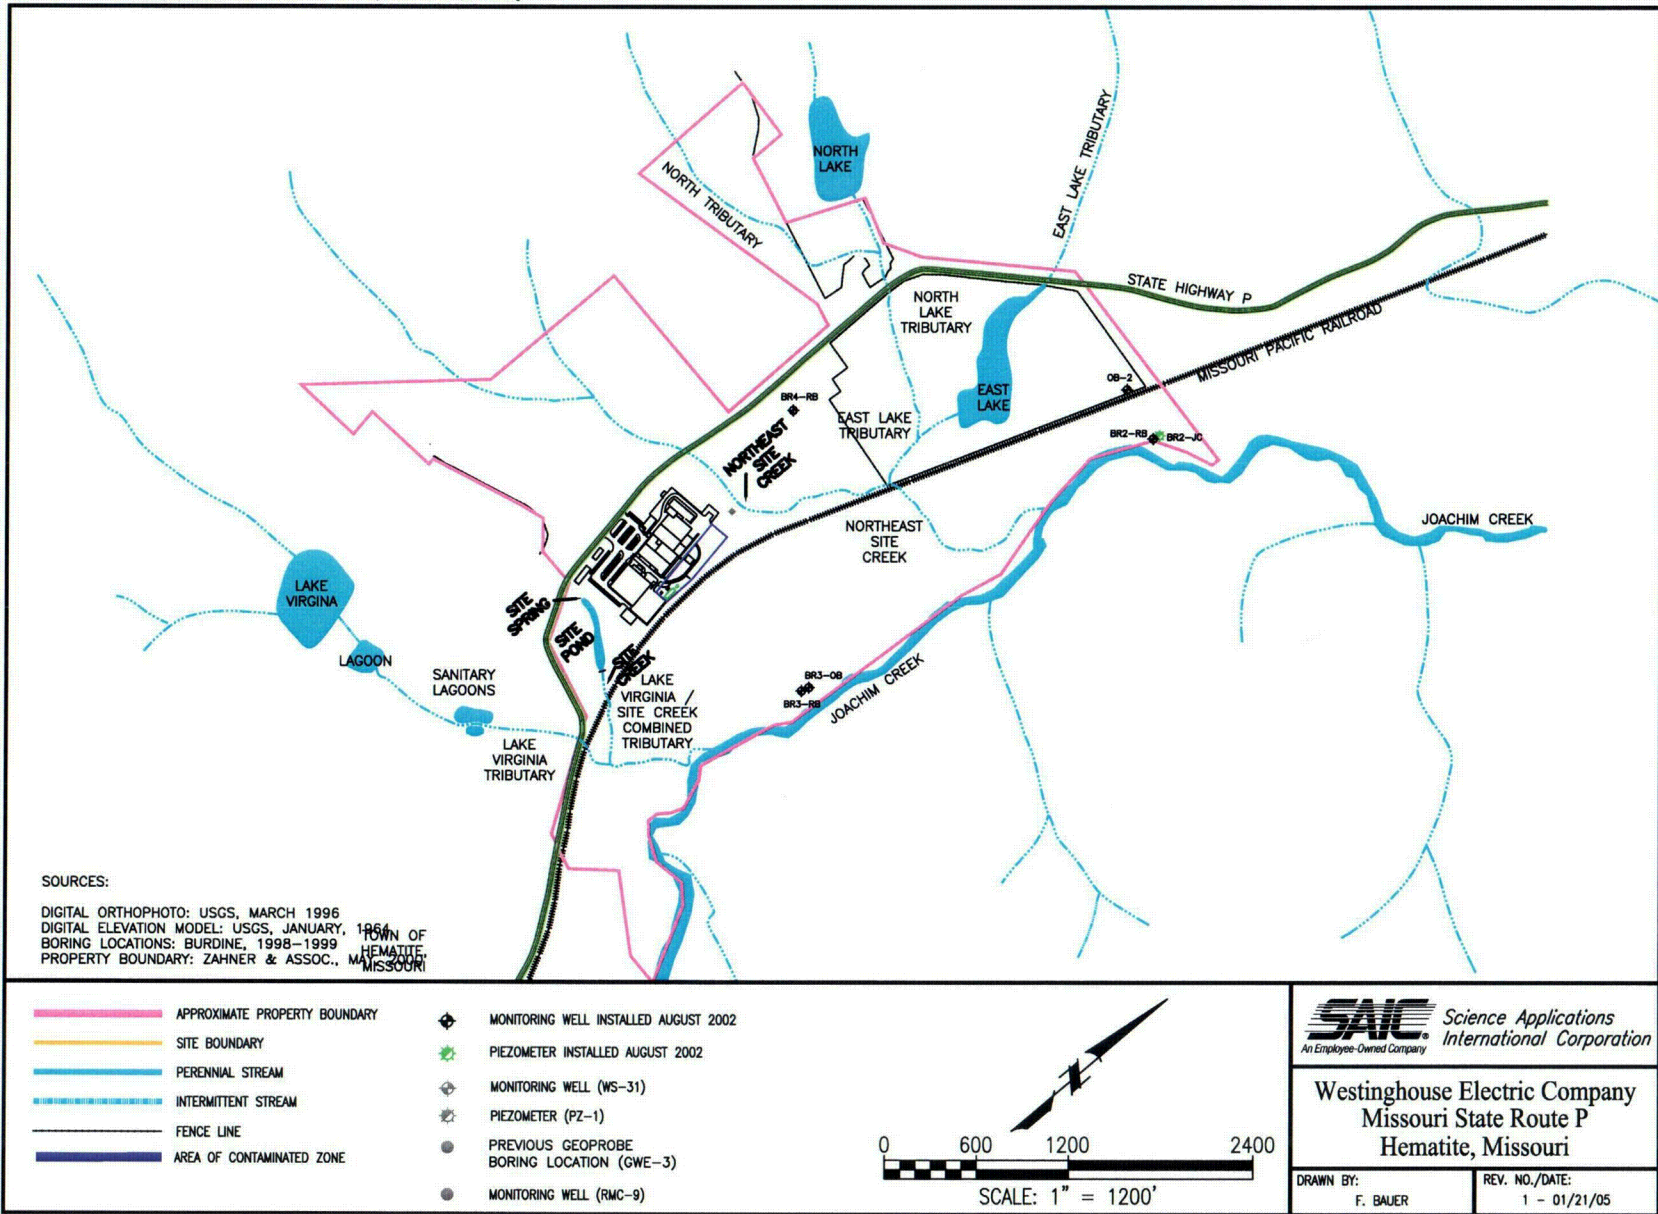 NORTH
LAKE
NORTH TRIBUTARY
EAST LAKE TRIBUTARY
STATE HIGHWAY P
MISSOURI PACIFIC RAILROAD
NORTH
LAKE
TRIBUTARY
OB-2
EAST
LAKE
BR4-RB
EAST LAKE
TRIBUTARY
BR2-RB
BR2-JC
NORTHEAST
SITE
CREEK
NORTHEAST
SITE
CREEK
JOACHIM CREEK
LAKE
VIRGINA
SITE
SPRING
SITE
POND
SITE
CREEK
LAGOON
SANITARY
LAGOONS
LAKE
VIRGINIA /
SITE CREEK
COMBINED
TRIBUTARY
BR3-OB
BR3-RB
JOACHIM CREEK
LAKE
VIRGINIA
TRIBUTARY
SOURCES:
DIGITAL ORTHOPHOTO: USGS, MARCH 1996
DIGITAL ELEVATION MODEL: USGS, JANUARY, 1964
BORING LOCATIONS: BURDINE, 1998-1999
PROPERTY BOUNDARY: ZAHNER & ASSOC., MAY, 2000
TOWN OF
HEMATITE,
MISSOURI
APPROXIMATE PROPERTY BOUNDARY
SITE BOUNDARY
PERENNIAL STREAM
INTERMITTENT STREAM
FENCE LINE
AREA OF CONTAMINATED ZONE
MONITORING WELL INSTALLED AUGUST 2002
PIEZOMETER INSTALLED AUGUST 2002
MONITORING WELL (WS-31)
PIEZOMETER (PZ-1)
PREVIOUS GEOPROBE
BORING LOCATION (GWE-3)
MONITORING WELL (RMC-9)
N
0 600 1200 2400
SCALE: 1" = 1200'
SAIC®
An Employee-Owned Company
Science Applications
International Corporation
Westinghouse Electric Company
Missouri State Route P
Hematite, Missouri
DRAWN BY:
F. BAUER
REV. NO./DATE:
1 - 01/21/05